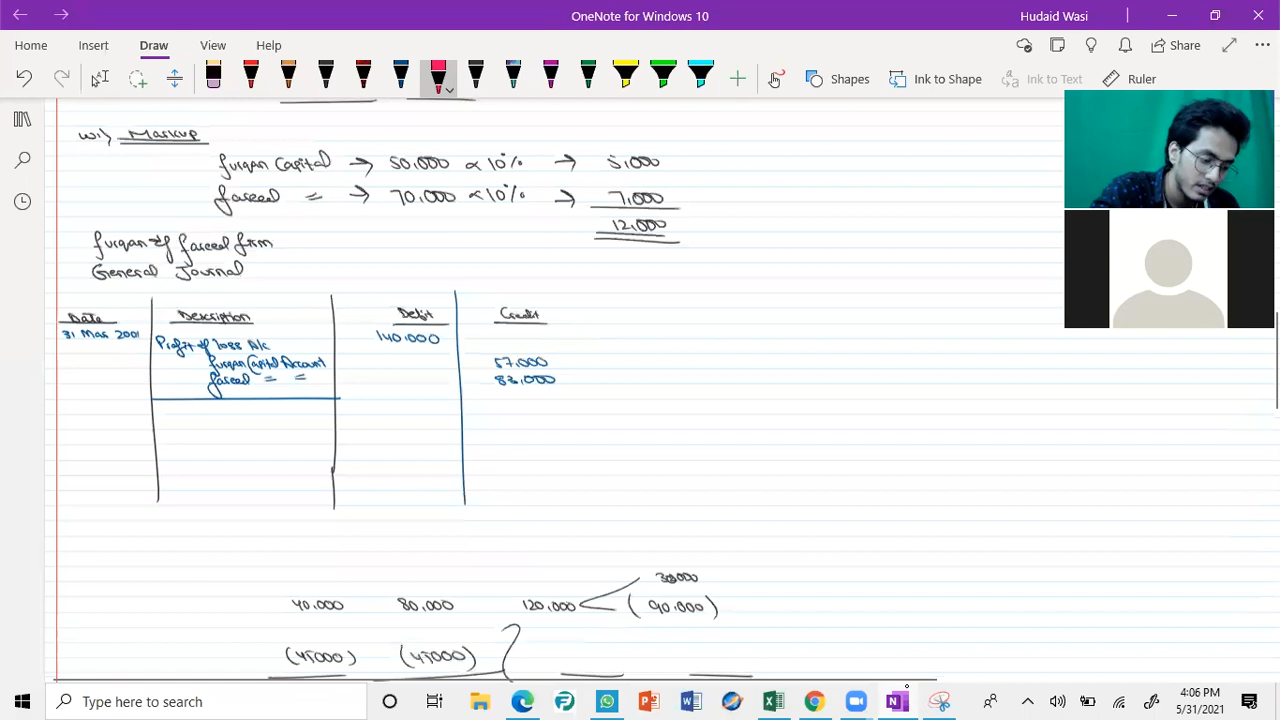 OneNote for Windows 10
Hudaid Wasi
Home Insert Draw View Help
Share
Shapes Ink to Shape Ink to Text Ruler
w1) Markup
furqan Capital → 50,000 × 10% → 5,000
fareed = → 70,000 × 10% → 7,000
12,000
furqan & fareed firm
General Journal
Date Description Debit Credit
31 Mar 2001 Profit & loss A/c 140,000
furqan Capital Account 57,000
fareed = = 83,000
30,000
40,000 80,000 120,000 (90,000)
(45000) (45000)
Type here to search
4:06 PM
5/31/2021